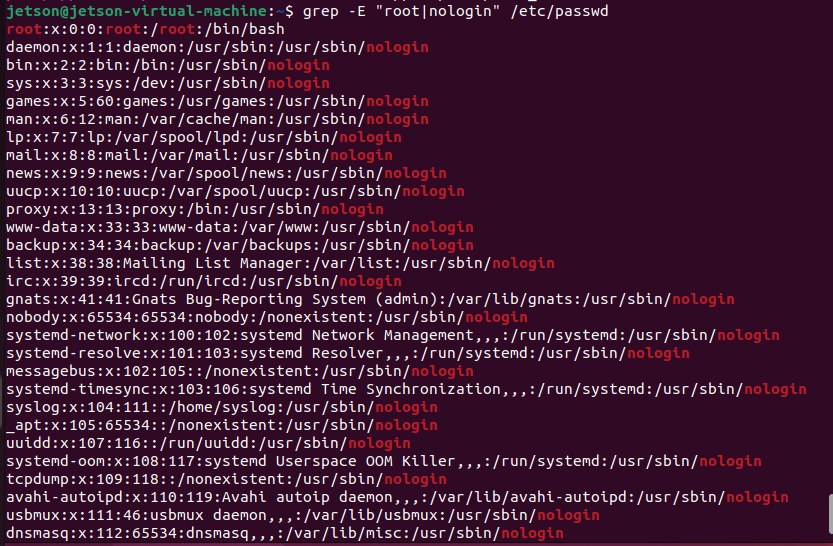 jetson@jetson-virtual-machine:~$ grep -E "root|nologin" /etc/passwd
root:x:0:0:root:/root:/bin/bash
daemon:x:1:1:daemon:/usr/sbin:/usr/sbin/nologin
bin:x:2:2:bin:/bin:/usr/sbin/nologin
sys:x:3:3:sys:/dev:/usr/sbin/nologin
games:x:5:60:games:/usr/games:/usr/sbin/nologin
man:x:6:12:man:/var/cache/man:/usr/sbin/nologin
lp:x:7:7:lp:/var/spool/lpd:/usr/sbin/nologin
mail:x:8:8:mail:/var/mail:/usr/sbin/nologin
news:x:9:9:news:/var/spool/news:/usr/sbin/nologin
uucp:x:10:10:uucp:/var/spool/uucp:/usr/sbin/nologin
proxy:x:13:13:proxy:/bin:/usr/sbin/nologin
www-data:x:33:33:www-data:/var/www:/usr/sbin/nologin
backup:x:34:34:backup:/var/backups:/usr/sbin/nologin
list:x:38:38:Mailing List Manager:/var/list:/usr/sbin/nologin
irc:x:39:39:ircd:/run/ircd:/usr/sbin/nologin
gnats:x:41:41:Gnats Bug-Reporting System (admin):/var/lib/gnats:/usr/sbin/nologin
nobody:x:65534:65534:nobody:/nonexistent:/usr/sbin/nologin
systemd-network:x:100:102:systemd Network Management,,,:/run/systemd:/usr/sbin/nologin
systemd-resolve:x:101:103:systemd Resolver,,,:/run/systemd:/usr/sbin/nologin
messagebus:x:102:105::/nonexistent:/usr/sbin/nologin
systemd-timesync:x:103:106:systemd Time Synchronization,,,:/run/systemd:/usr/sbin/nologin
syslog:x:104:111::/home/syslog:/usr/sbin/nologin
_apt:x:105:65534::/nonexistent:/usr/sbin/nologin
uuidd:x:107:116::/run/uuidd:/usr/sbin/nologin
systemd-oom:x:108:117:systemd Userspace OOM Killer,,,:/run/systemd:/usr/sbin/nologin
tcpdump:x:109:118::/nonexistent:/usr/sbin/nologin
avahi-autoipd:x:110:119:Avahi autoip daemon,,,:/var/lib/avahi-autoipd:/usr/sbin/nologin
usbmux:x:111:46:usbmux daemon,,,:/var/lib/usbmux:/usr/sbin/nologin
dnsmasq:x:112:65534:dnsmasq,,,:/var/lib/misc:/usr/sbin/nologin